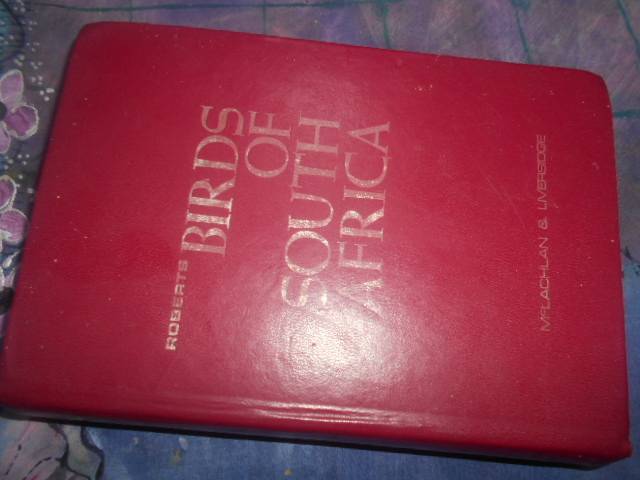 ROBERTS
BIRDS
OF
SOUTH
AFRICA
McLACHLAN & LIVERSIDGE